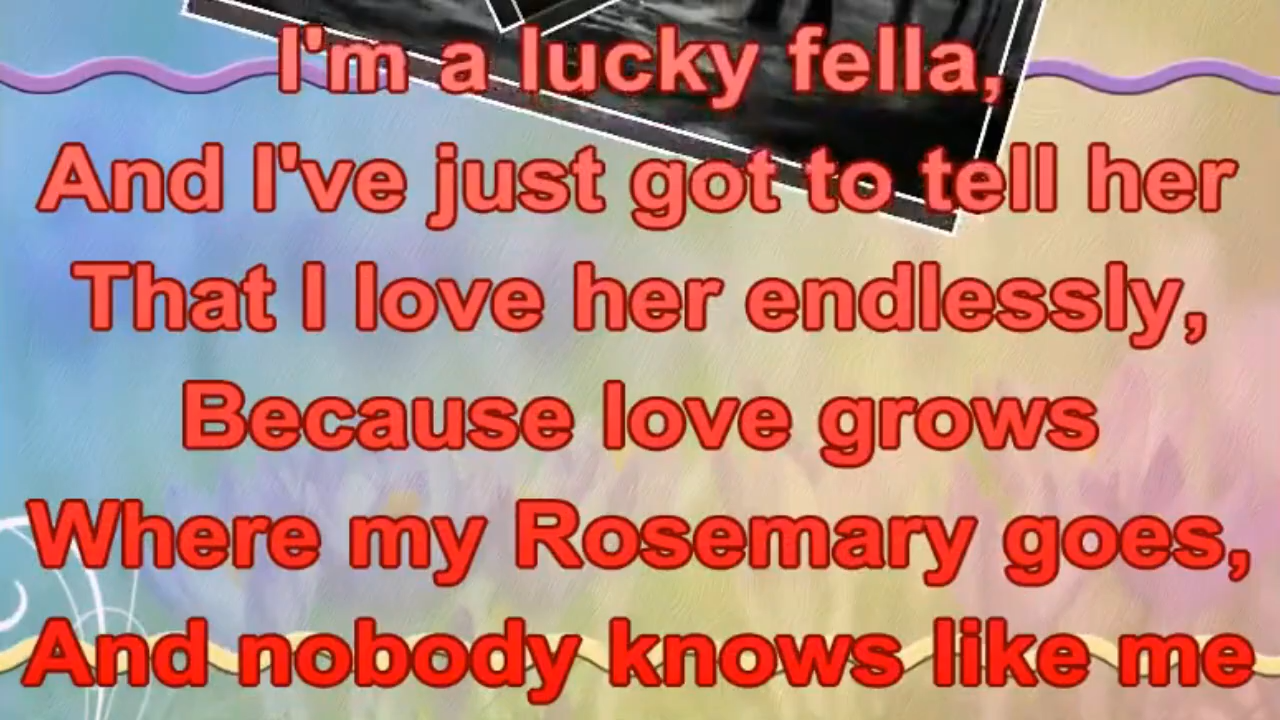 I'm a lucky fella,
And I've just got to tell her
That I love her endlessly,
Because love grows
Where my Rosemary goes,
And nobody knows like me